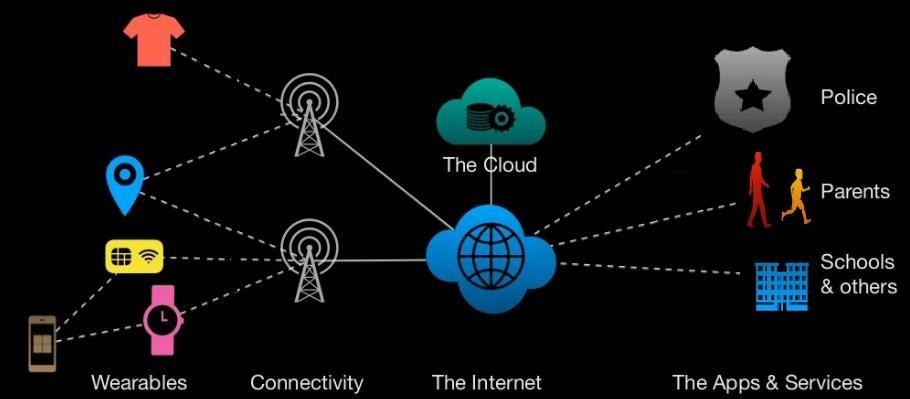 Police
The Cloud
Parents
Schools
& others
Wearables
Connectivity
The Internet
The Apps & Services